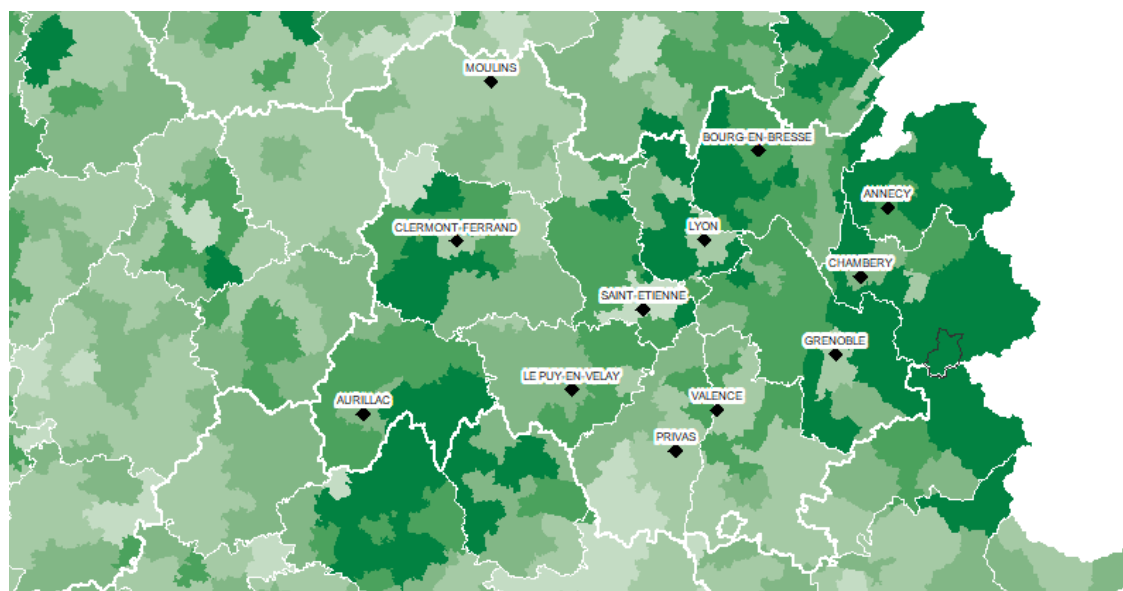 MOULINS
BOURG-EN-BRESSE
ANNECY
CLERMONT-FERRAND
LYON
CHAMBERY
SAINT-ETIENNE
GRENOBLE
LE PUY-EN-VELAY
AURILLAC
VALENCE
PRIVAS